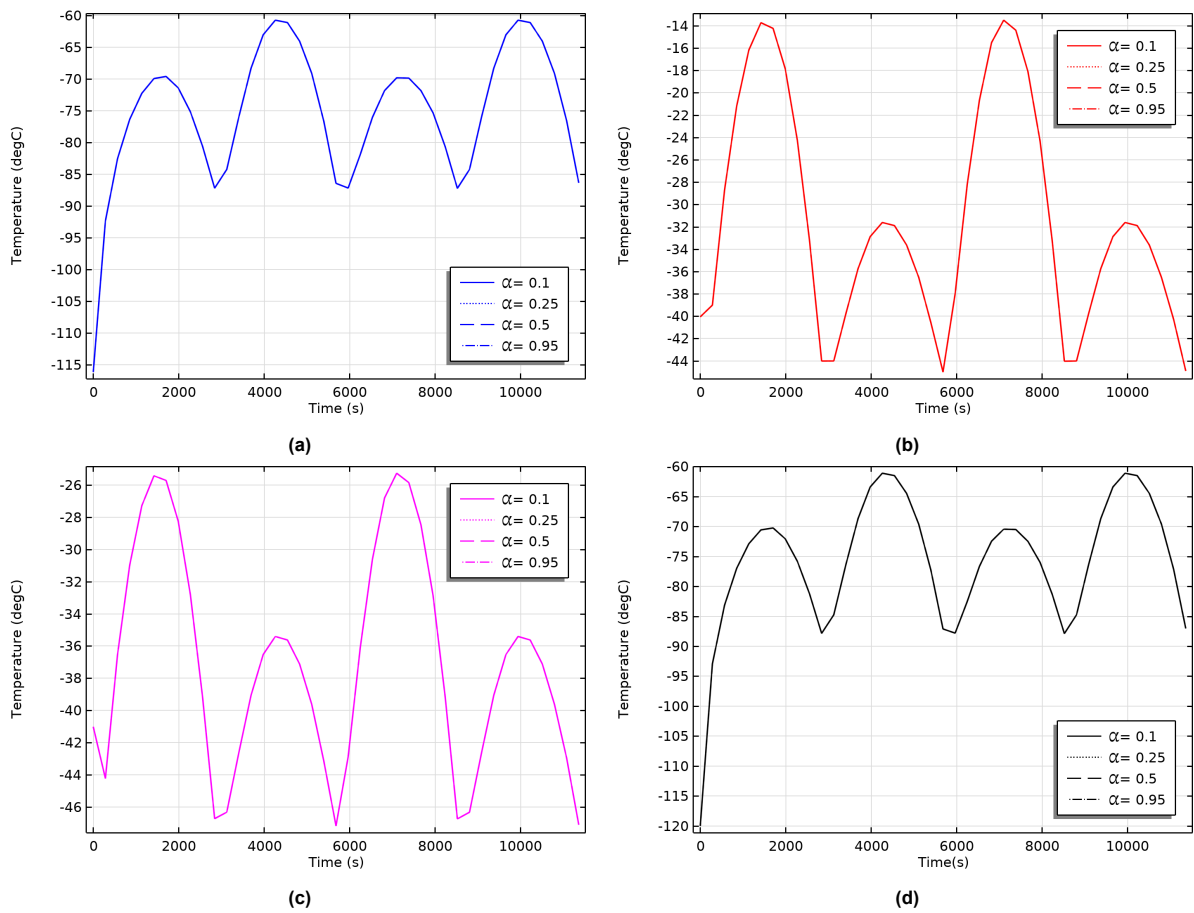 -60
-65
-70
-75
-80
-85
-90
-95
-100
-105
-110
-115
Temperature (degC)
0 2000 4000 6000 8000 10000
Time (s)
α= 0.1
α= 0.25
α= 0.5
α= 0.95
(a)
-14
-16
-18
-20
-22
-24
-26
-28
-30
-32
-34
-36
-38
-40
-42
-44
Temperature (degC)
0 2000 4000 6000 8000 10000
Time (s)
α= 0.1
α= 0.25
α= 0.5
α= 0.95
(b)
-26
-28
-30
-32
-34
-36
-38
-40
-42
-44
-46
Temperature (degC)
0 2000 4000 6000 8000 10000
Time (s)
α= 0.1
α= 0.25
α= 0.5
α= 0.95
(c)
-60
-65
-70
-75
-80
-85
-90
-95
-100
-105
-110
-115
-120
Temperature (degC)
0 2000 4000 6000 8000 10000
Time(s)
α= 0.1
α= 0.25
α= 0.5
α= 0.95
(d)